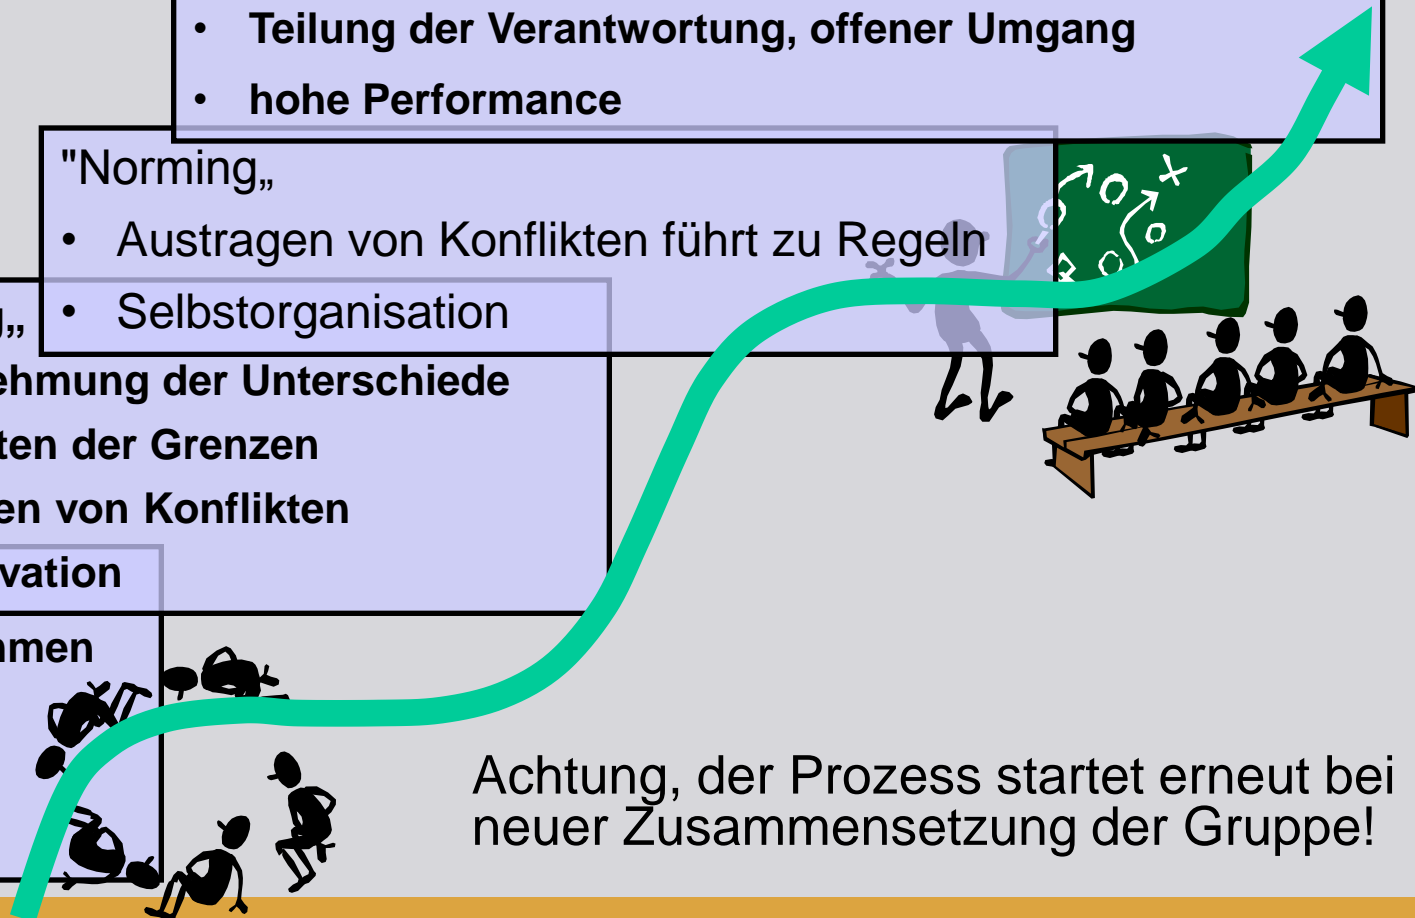 • Teilung der Verantwortung, offener Umgang
• hohe Performance
"Norming„
• Austragen von Konflikten führt zu Regeln
• Selbstorganisation
g„
ehmung der Unterschiede
ten der Grenzen
en von Konflikten
vation
men
Achtung, der Prozess startet erneut bei
neuer Zusammensetzung der Gruppe!